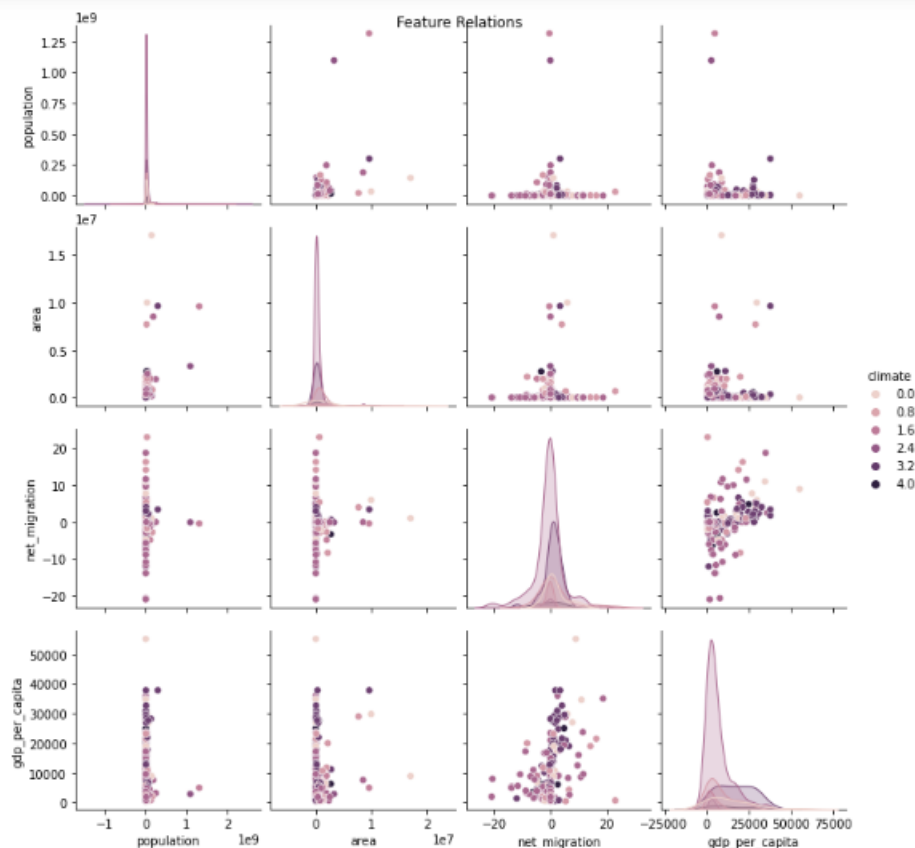 Feature Relations
1e9
1.25
1.00
0.75
0.50
0.25
0.00
population
1e7
1.5
1.0
0.5
0.0
area
20
10
0
−10
−20
net_migration
50000
40000
30000
20000
10000
0
gdp_per_capita
−1 0 1 2 0 1 2 −20 0 20 −25000 0 25000 50000 75000
1e9 1e7
population area net_migration gdp_per_capita
climate
0.0
0.8
1.6
2.4
3.2
4.0